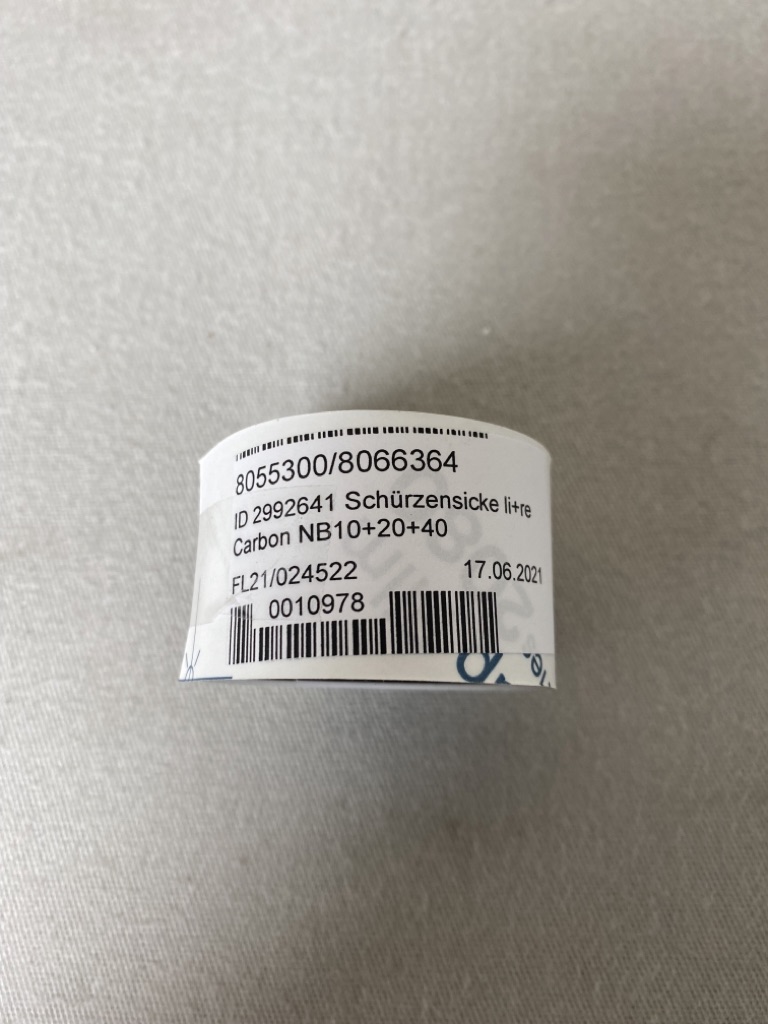 8055300/8066364
ID 2992641 Schürzensicke li+re
Carbon NB10+20+40
FL21/024522 17.06.2021
0010978